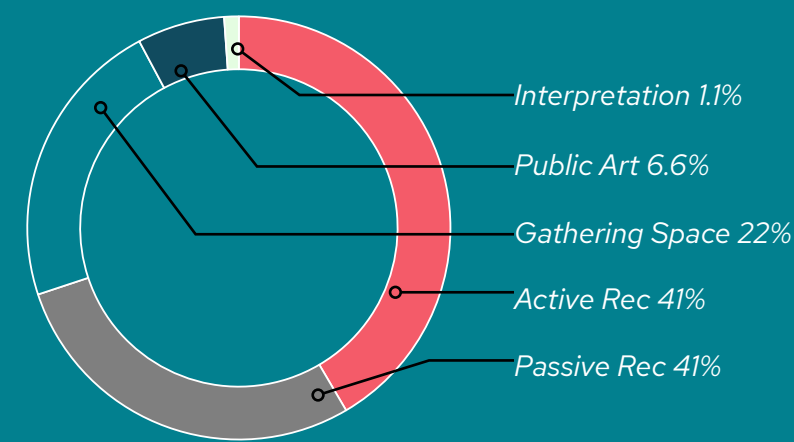 Interpretation 1.1%
Public Art 6.6%
Gathering Space 22%
Active Rec 41%
Passive Rec 41%